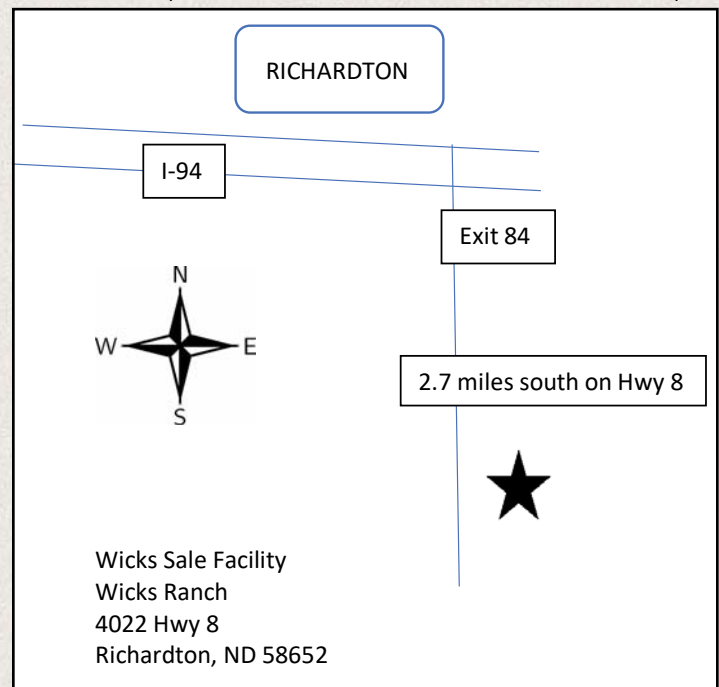 RICHARDTON
I-94
Exit 84
N
W E
S
2.7 miles south on Hwy 8
Wicks Sale Facility
Wicks Ranch
4022 Hwy 8
Richardton, ND 58652